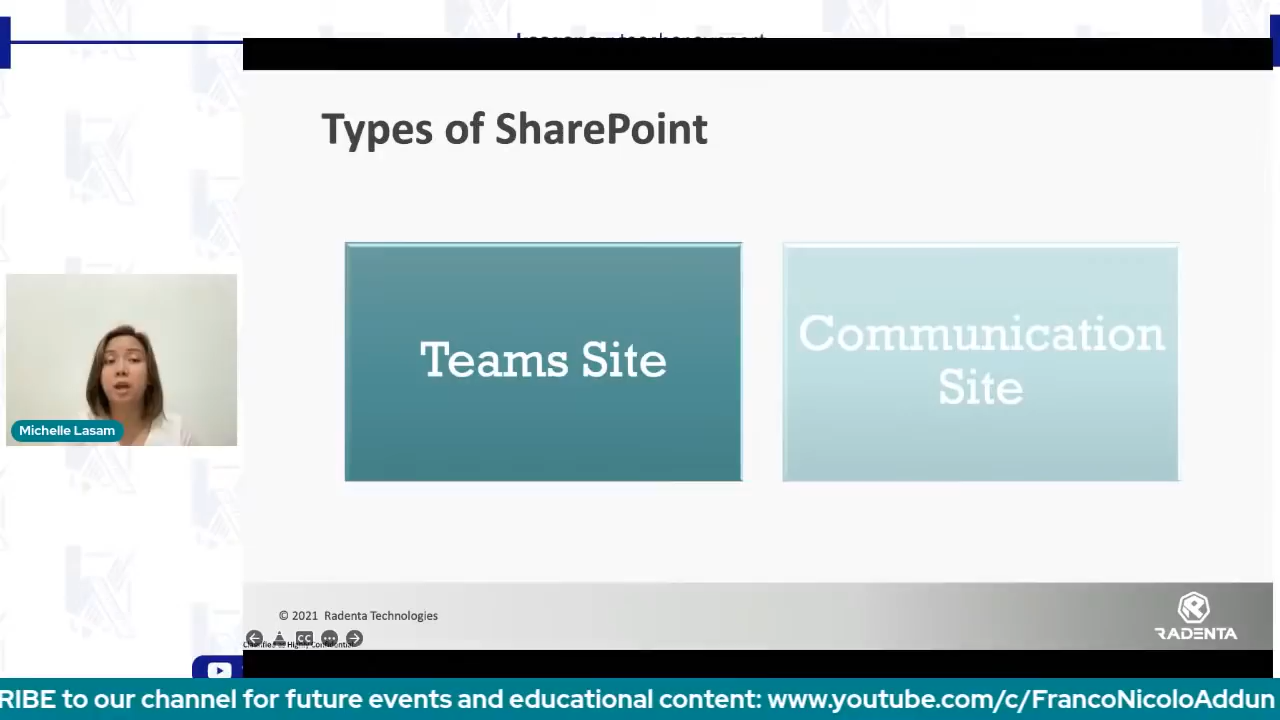 Types of SharePoint
Teams Site
Communication
Site
Michelle Lasam
© 2021 Radenta Technologies
RADENTA
CC
RIBE to our channel for future events and educational content: www.youtube.com/c/FrancoNicoloAddun